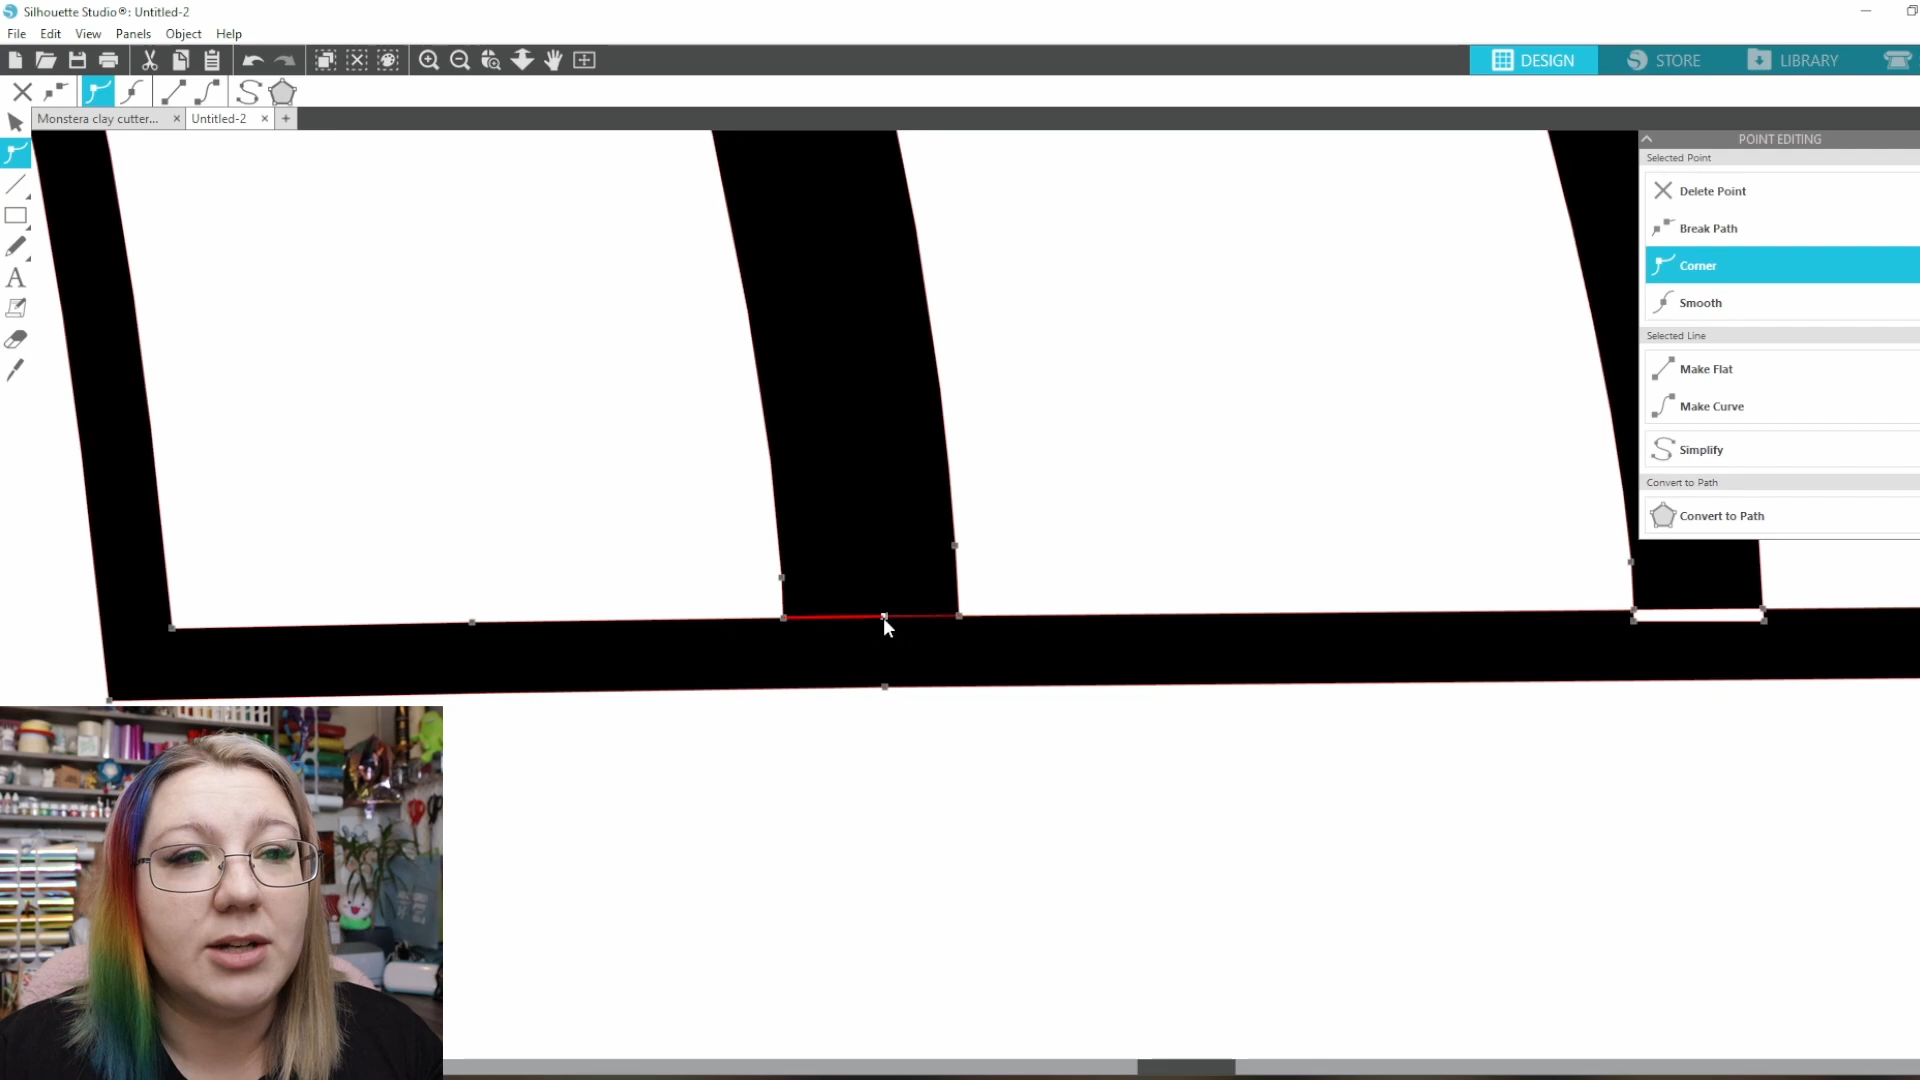 Silhouette Studio®: Untitled-2
File Edit View Panels Object Help
DESIGN STORE LIBRARY
Monstera clay cutter... Untitled-2
POINT EDITING
Selected Point
Delete Point
Break Path
Corner
Smooth
Selected Line
Make Flat
Make Curve
Simplify
Convert to Path
Convert to Path